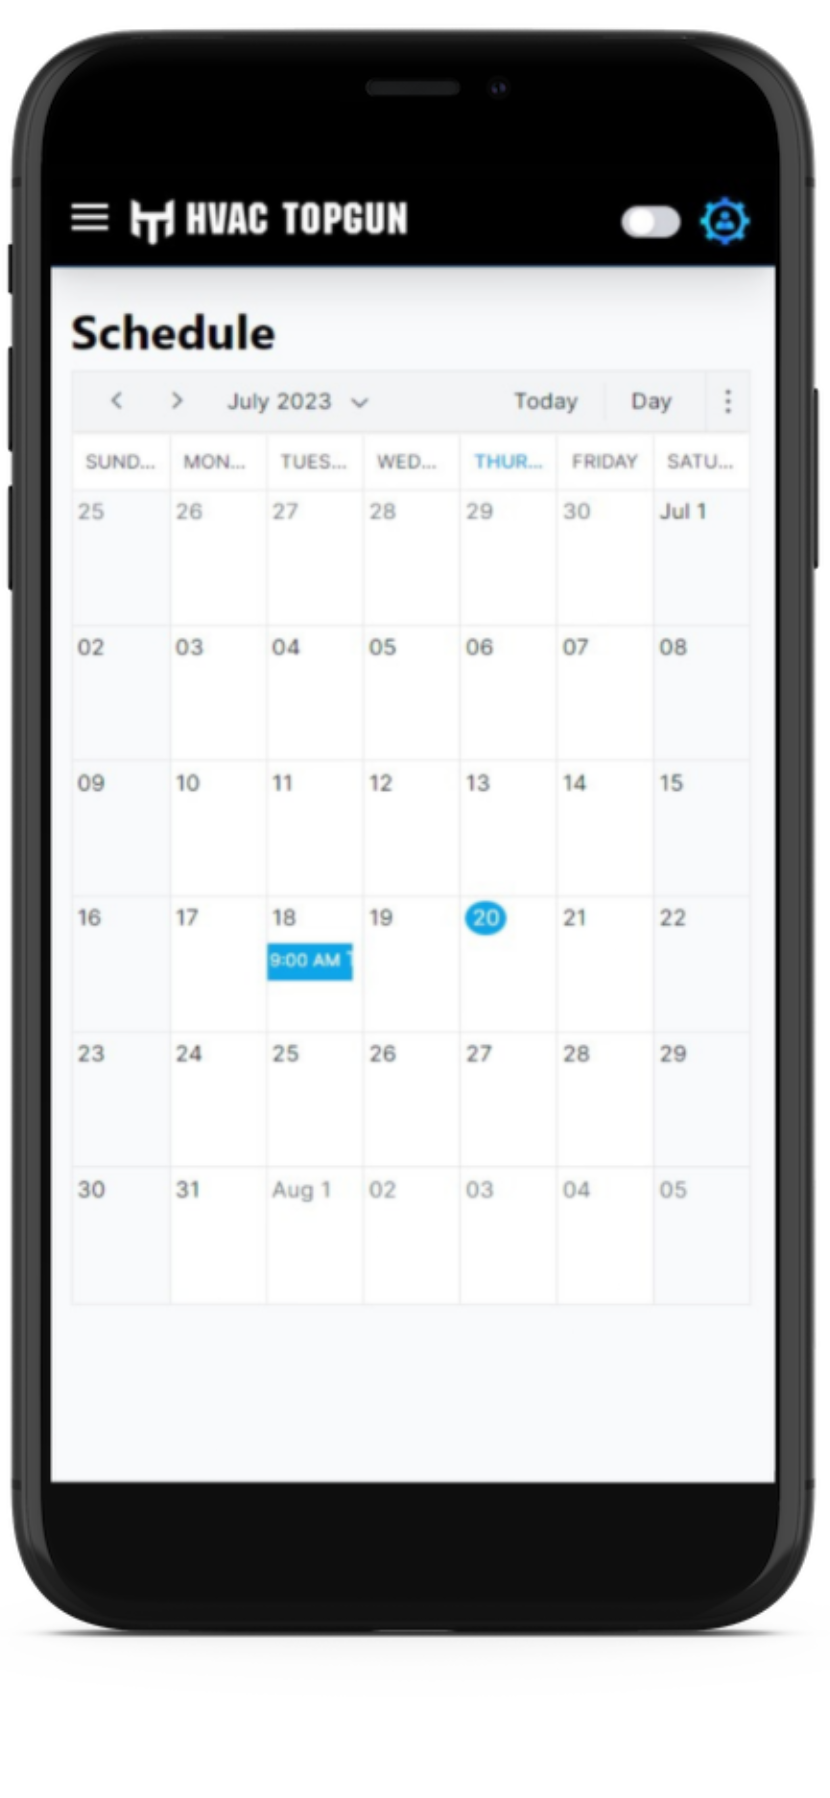 HVAC TOPGUN
Schedule
July 2023 Today Day
SUND... MON... TUES... WED... THUR... FRIDAY SATU...
25 26 27 28 29 30 Jul 1
02 03 04 05 06 07 08
09 10 11 12 13 14 15
16 17 18 19 20 21 22
9:00 AM
23 24 25 26 27 28 29
30 31 Aug 1 02 03 04 05